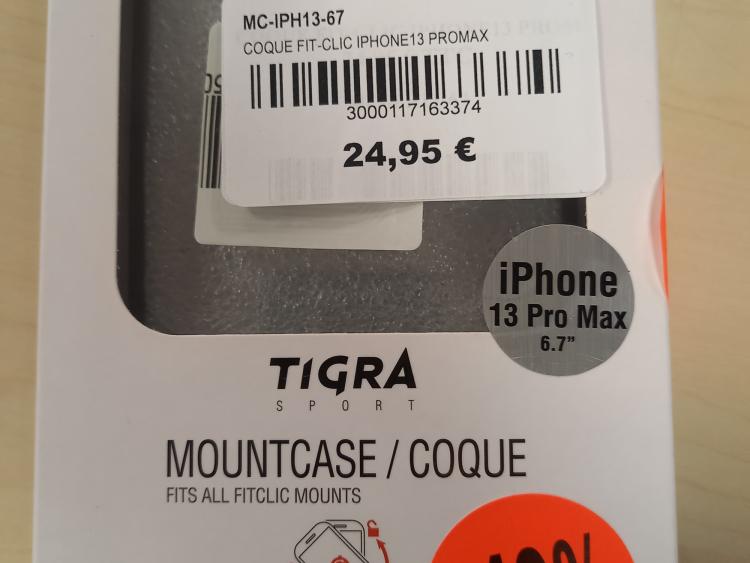 MC-IPH13-67
COQUE FIT-CLIC IPHONE13 PROMAX
3000117163374
24,95 €
iPhone
13 Pro Max
6.7"
TIGRA
SPORT
MOUNTCASE / COQUE
FITS ALL FITCLIC MOUNTS